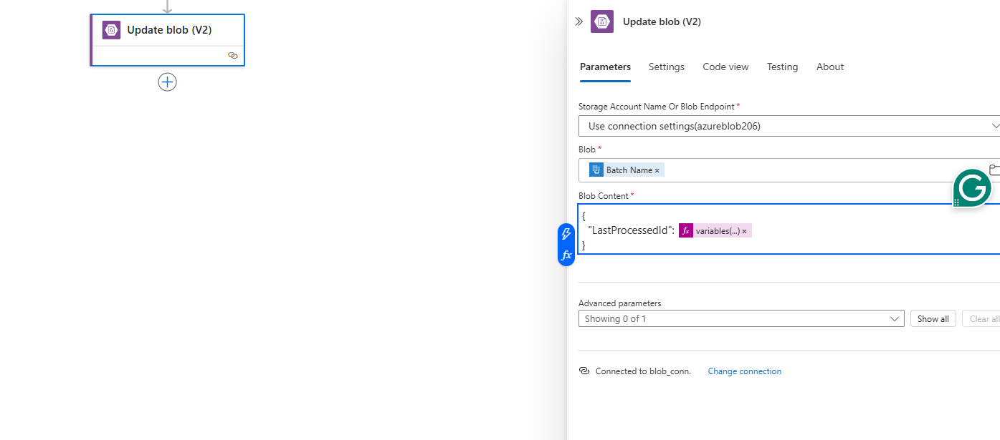 Update blob (V2)
Update blob (V2)
Parameters Settings Code view Testing About
Storage Account Name Or Blob Endpoint *
Use connection settings(azureblob206)
Blob *
Batch Name ×
Blob Content *
{
"LastProcessedId": fx variables(...) ×
}
fx
Advanced parameters
Showing 0 of 1 Show all Clear all
Connected to blob_conn. Change connection